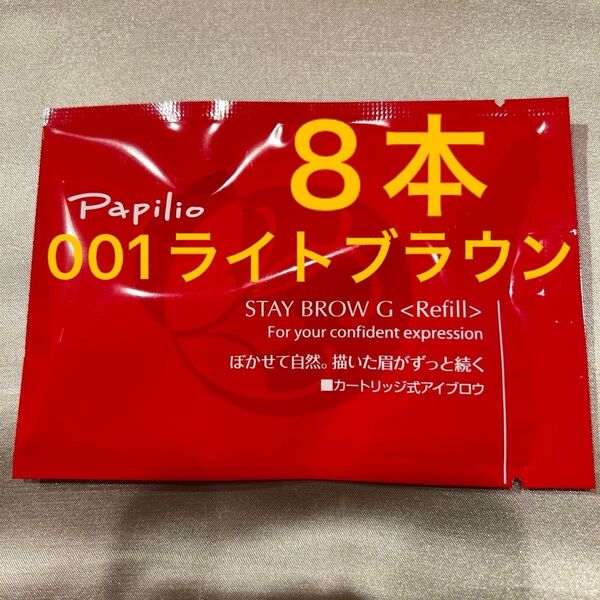 8本
Papilio
001ライトブラウン
STAY BROW G <Refill>
For your confident expression
ぼかせて自然。描いた眉がずっと続く
■カートリッジ式アイブロウ